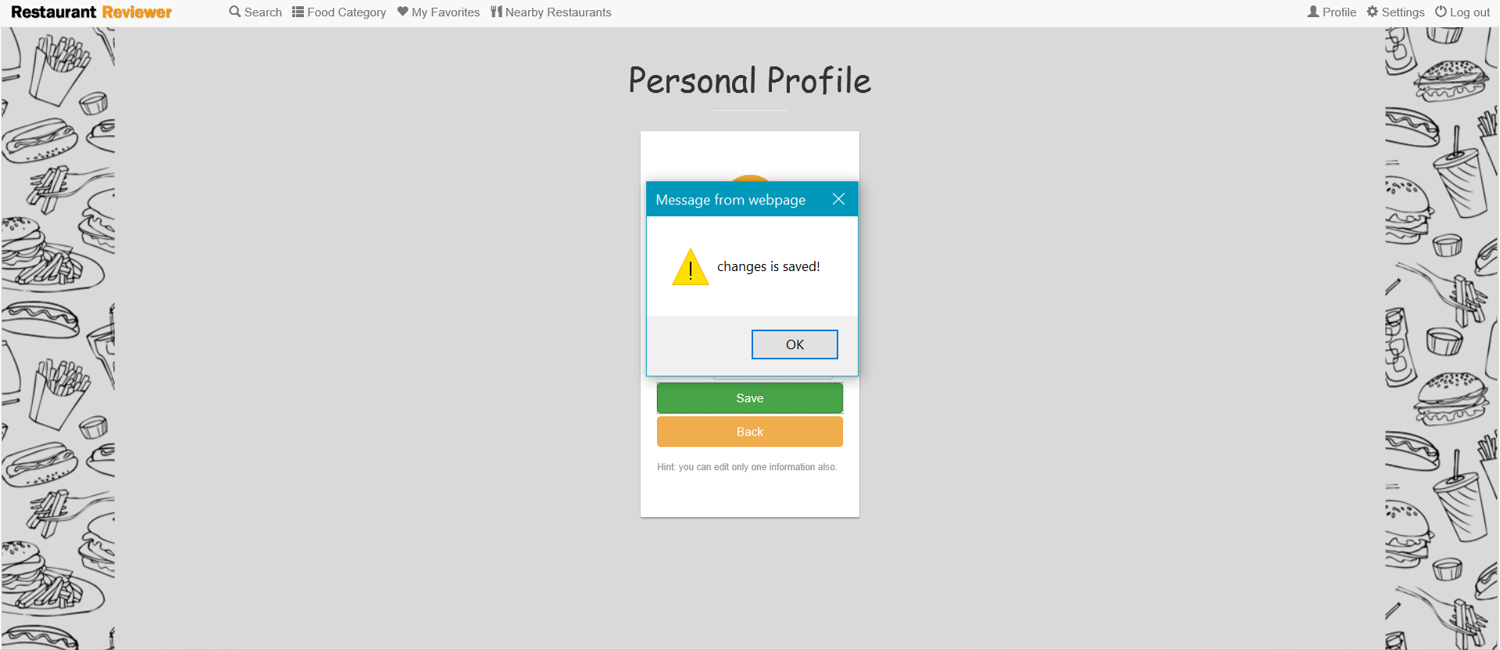 Restaurant Reviewer Search Food Category My Favorites Nearby Restaurants Profile Settings Log out
Personal Profile
Message from webpage
changes is saved!
OK
Save
Back
Hint: you can edit only one information also.